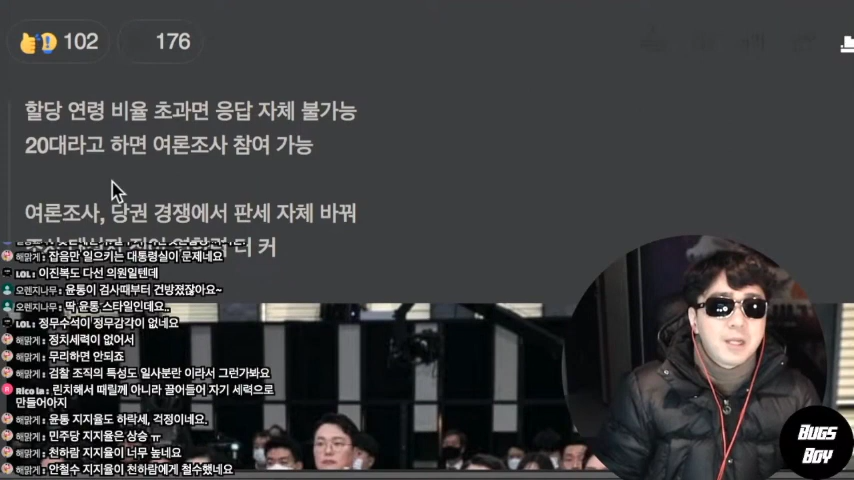 102
176
할당 연령 비율 초과면 응답 자체 불가능
20대라고 하면 여론조사 참여 가능
여론조사, 당권 경쟁에서 판세 자체 바꿔
더 커
해맑게 : 잡음만 일으키는 대통령실이 문제네요
LOL : 이진복도 다선 의원일텐데
오렌지나무 : 윤통이 검사때부터 건방졌잖아요~
오렌지나무 : 딱 윤통 스타일인데요..
LOL : 정무수석이 정무감각이 없네요
해맑게 : 정치세력이 없어서
해맑게 : 무리하면 안되죠
해맑게 : 검찰 조직의 특성도 일사분란 이라서 그런가봐요
Rico la : 린치해서 때릴께 아니라 끌어들어 자기 세력으로
만들어야지
해맑게 : 윤통 지지율도 하락세, 걱정이네요.
해맑게 : 민주당 지지율은 상승 ㅠ
해맑게 : 천하람 지지율이 너무 높네요
해맑게 : 안철수 지지율이 천하람에게 철수했네요
BUGS
BOY